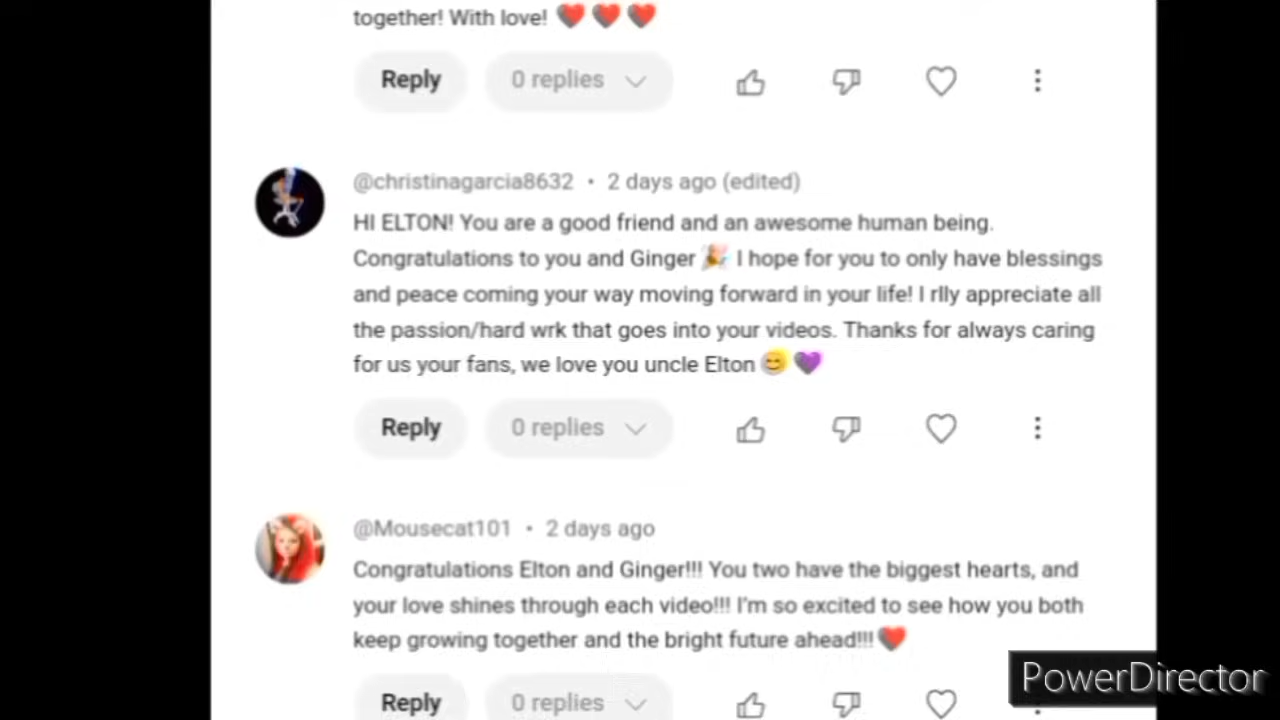 together! With love! ❤️ ❤️ ❤️
Reply 0 replies
@christinagarcia8632 • 2 days ago (edited)
HI ELTON! You are a good friend and an awesome human being.
Congratulations to you and Ginger 🎉 I hope for you to only have blessings
and peace coming your way moving forward in your life! I rlly appreciate all
the passion/hard wrk that goes into your videos. Thanks for always caring
for us your fans, we love you uncle Elton 😊💜
Reply 0 replies
@Mousecat101 • 2 days ago
Congratulations Elton and Ginger!!! You two have the biggest hearts, and
your love shines through each video!!! I'm so excited to see how you both
keep growing together and the bright future ahead!!!❤️
Reply 0 replies
PowerDirector